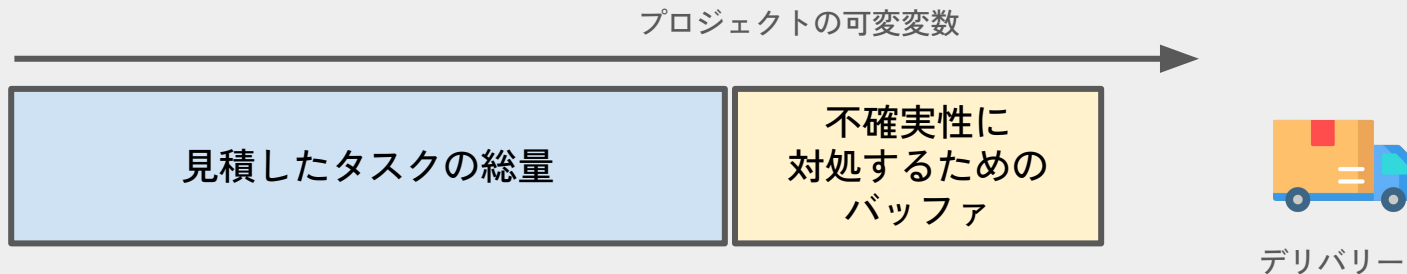 プロジェクトの可変変数
見積したタスクの総量
不確実性に
対処するための
バッファ
デリバリー